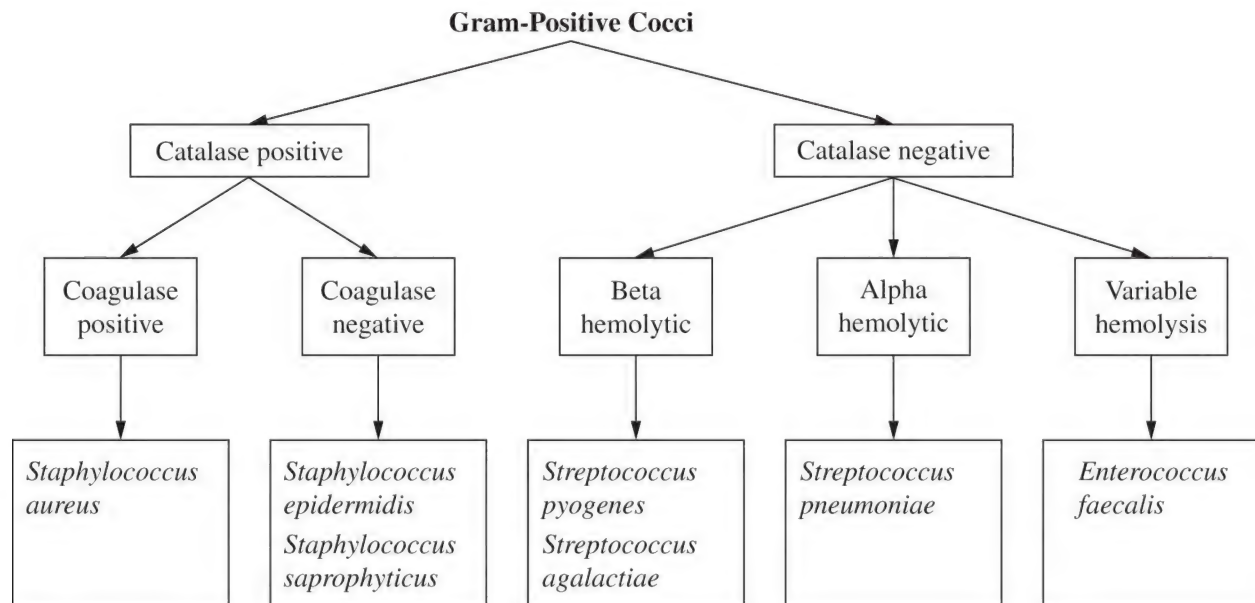 Gram-Positive Cocci
Catalase positive
Catalase negative
Coagulase
positive
Coagulase
negative
Beta
hemolytic
Alpha
hemolytic
Variable
hemolysis
Staphylococcus
aureus
Staphylococcus
epidermidis
Staphylococcus
saprophyticus
Streptococcus
pyogenes
Streptococcus
agalactiae
Streptococcus
pneumoniae
Enterococcus
faecalis